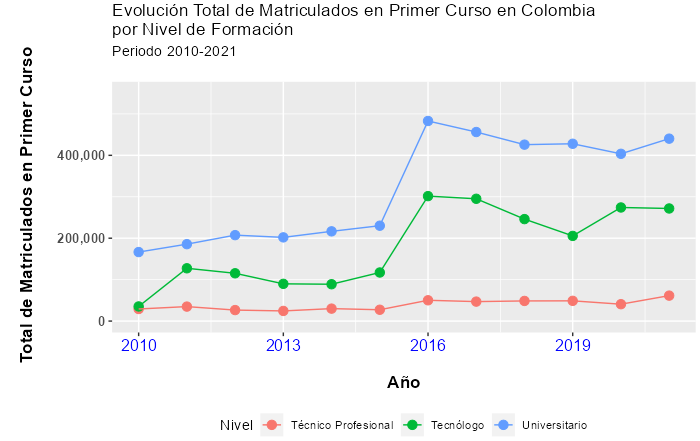 Evolución Total de Matriculados en Primer Curso en Colombia
por Nivel de Formación
Periodo 2010-2021
Total de Matriculados en Primer Curso
400,000
200,000
0
2010 2013 2016 2019
Año
Nivel Técnico Profesional Tecnólogo Universitario